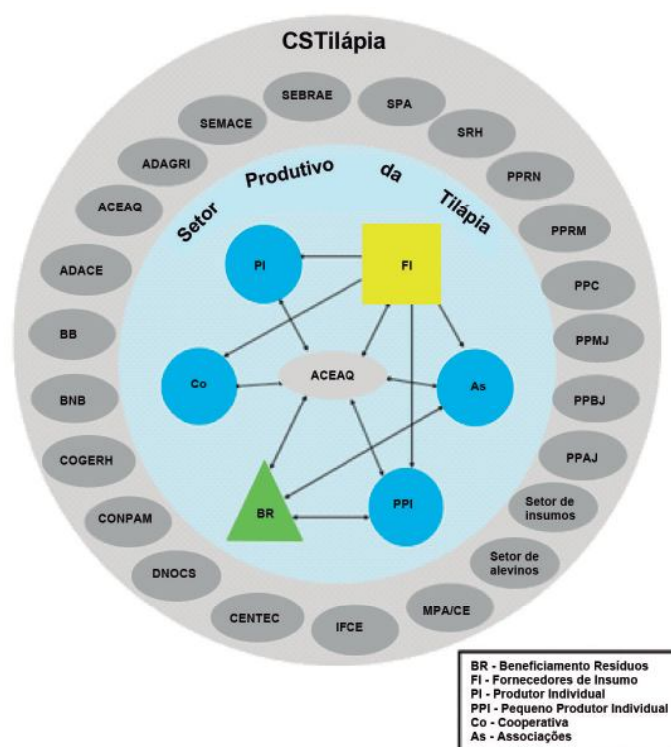 CSTilápia
SEBRAE
SPA
SEMACE
SRH
ADAGRI
PPRN
ACEAQ
PPRM
ADACE
PPC
BB
PPMJ
BNB
PPBJ
COGERH
PPAJ
CONPAM
Setor de
insumos
DNOCS
Setor de
alevinos
CENTEC
IFCE
MPA/CE
Setor Produtivo da Tilápia
PI
FI
ACEAQ
Co
As
BR
PPI
BR - Beneficiamento Resíduos
FI - Fornecedores de Insumo
PI - Produtor Individual
PPI - Pequeno Produtor Individual
Co - Cooperativa
As - Associações